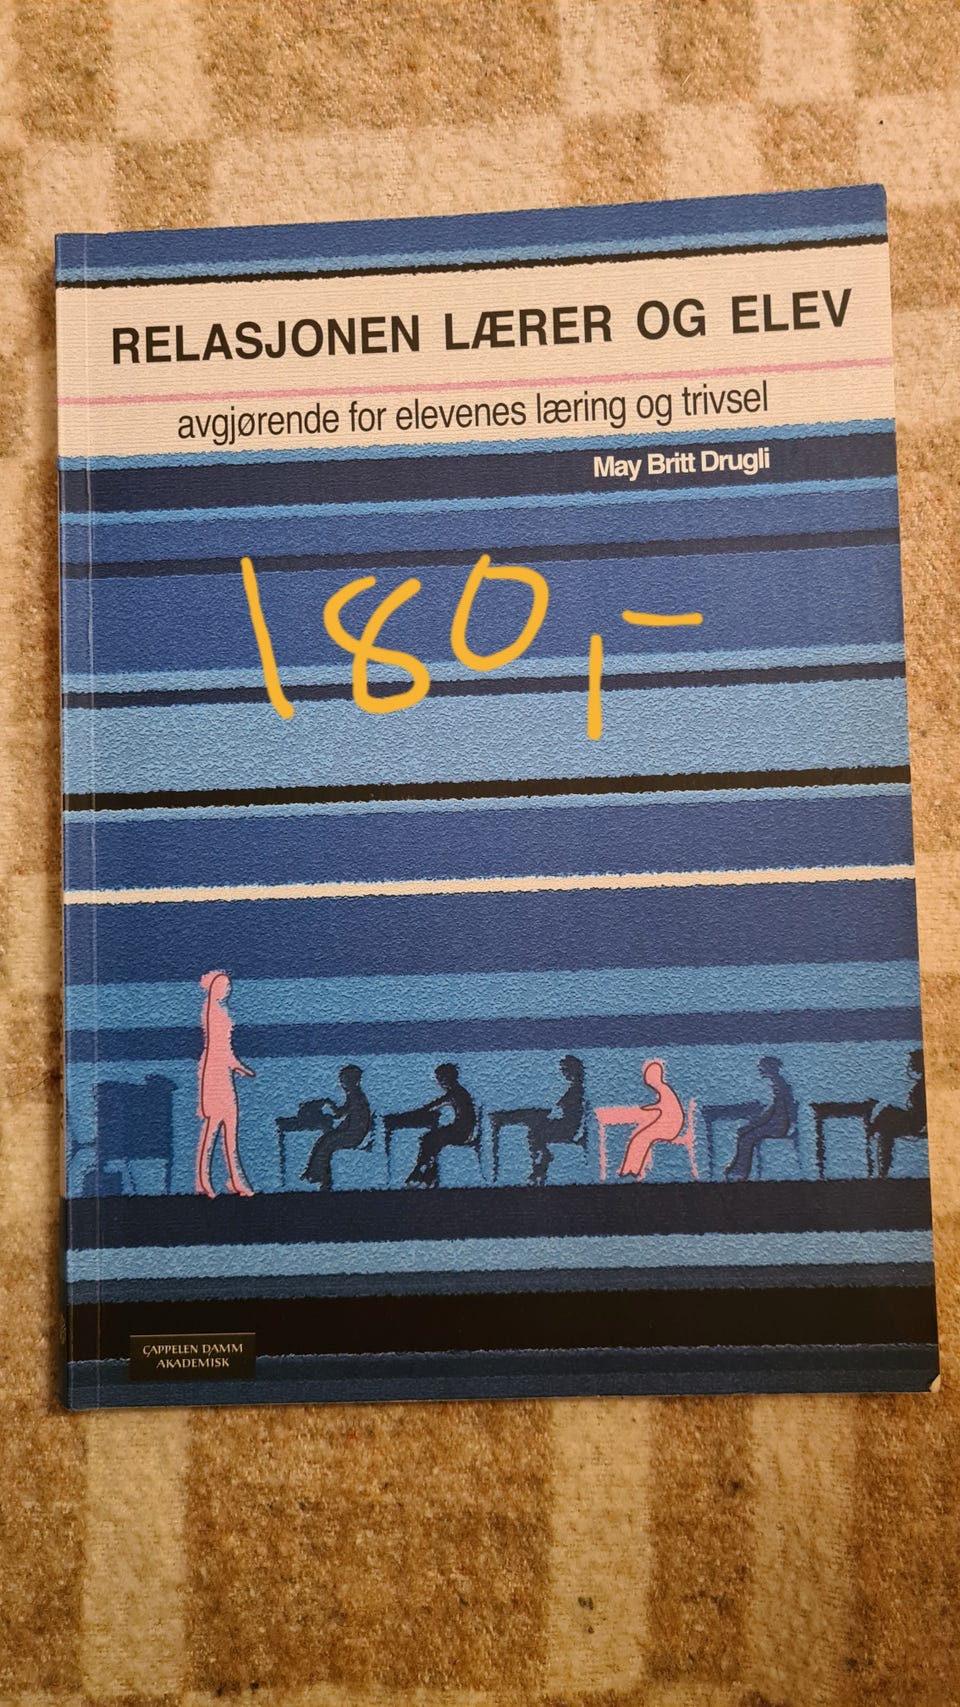 RELASJONEN LÆRER OG ELEV
avgjørende for elevenes læring og trivsel
May Britt Drugli
180,-
CAPPELEN DAMM
AKADEMISK